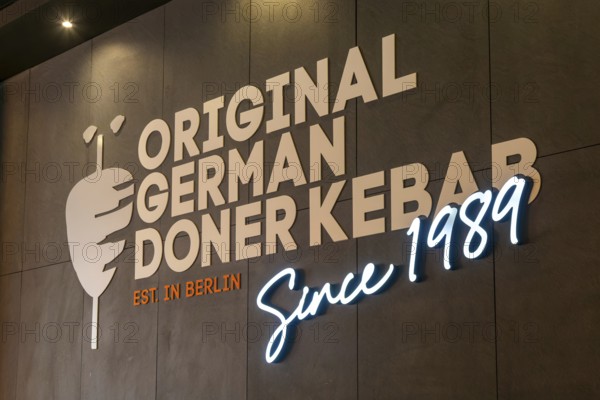 ORIGINAL
GERMAN
DONER KEBAB
EST. IN BERLIN
Since 1989